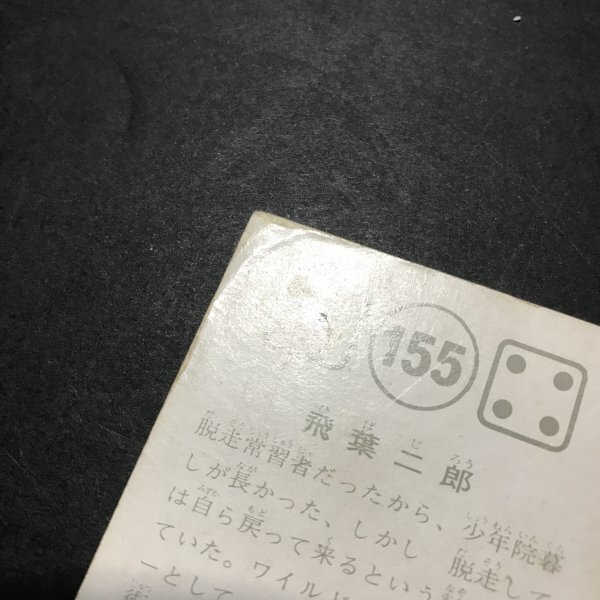 155
飛葉二郎
脱走常習者だったから、少年院暮
しが長かった、しかし脱走して
は自ら戻って来るという
ていた。ワイルド
ーとして